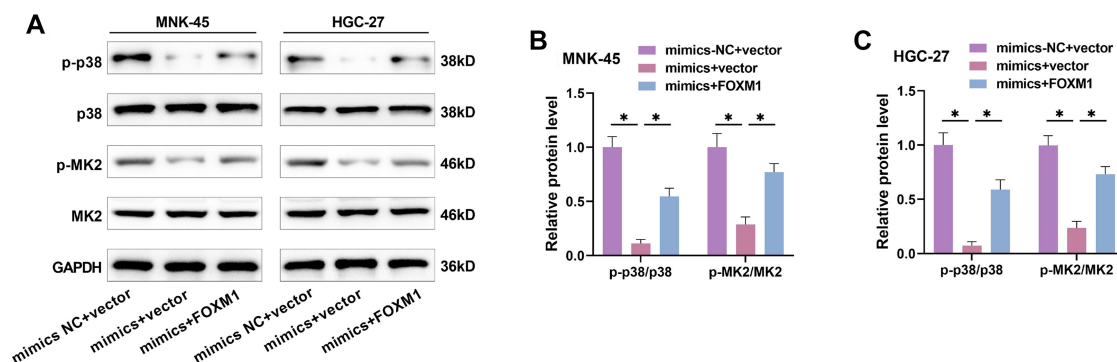 A
MNK-45
HGC-27
p-p38
38kD
p38
38kD
p-MK2
46kD
MK2
46kD
GAPDH
36kD
mimics NC+vector
mimics+vector
mimics+FOXM1
mimics NC+vector
mimics+vector
mimics+FOXM1
B
MNK-45
mimics-NC+vector
mimics+vector
mimics+FOXM1
Relative protein level
1.5
1.0
0.5
0.0
* * * *
p-p38/p38
p-MK2/MK2
C
HGC-27
mimics-NC+vector
mimics+vector
mimics+FOXM1
Relative protein level
1.5
1.0
0.5
0.0
* * * *
p-p38/p38
p-MK2/MK2